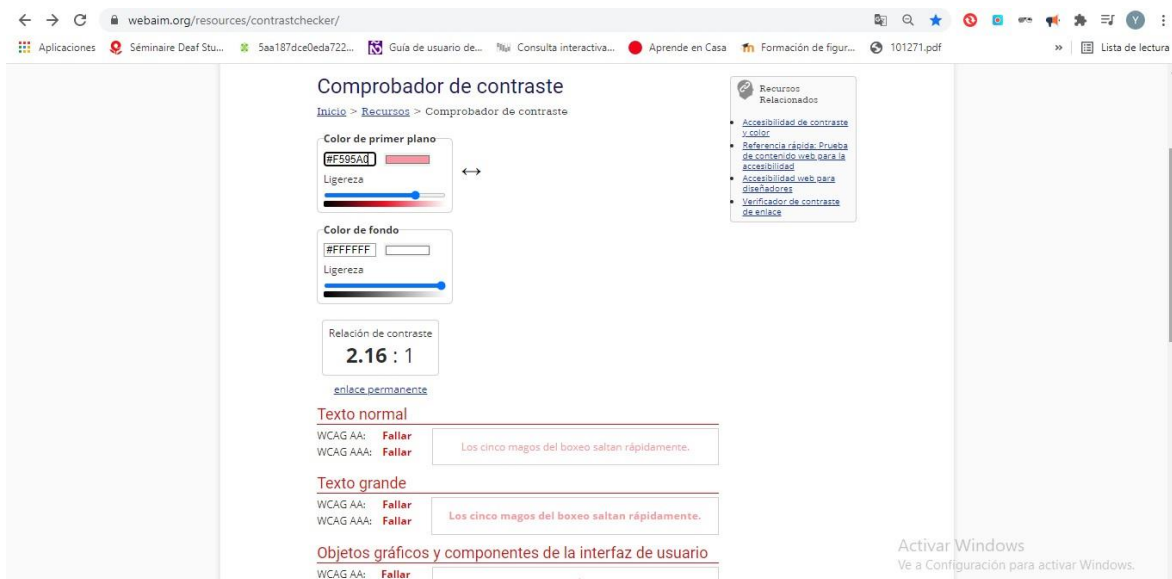 webaim.org/resources/contrastchecker/
Y
Aplicaciones Séminaire Deaf Stu... 5aa187dce0eda722... Guía de usuario de... Consulta interactiva... Aprende en Casa Formación de figur... 101271.pdf » Lista de lectura
Comprobador de contraste
Inicio > Recursos > Comprobador de contraste
Color de primer plano
#F595A0
Ligereza
Color de fondo
#FFFFFF
Ligereza
Relación de contraste
2.16 : 1
enlace permanente
Texto normal
WCAG AA: Fallar
WCAG AAA: Fallar
Los cinco magos del boxeo saltan rápidamente.
Texto grande
WCAG AA: Fallar
WCAG AAA: Fallar
Los cinco magos del boxeo saltan rápidamente.
Objetos gráficos y componentes de la interfaz de usuario
WCAG AA: Fallar
Recursos
Relacionados
Accesibilidad de contraste
y color
Referencia rápida: Prueba
de contenido web para la
accesibilidad
Accesibilidad web para
diseñadores
Verificador de contraste
de enlace
Activar Windows
Ve a Configuración para activar Windows.